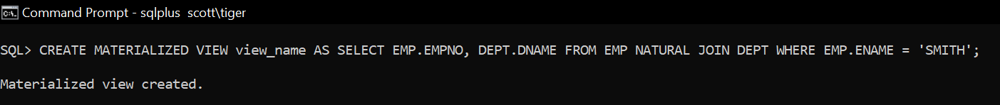 Command Prompt - sqlplus  scott\tiger
SQL> CREATE MATERIALIZED VIEW view_name AS SELECT EMP.EMPNO, DEPT.DNAME FROM EMP NATURAL JOIN DEPT WHERE EMP.ENAME = 'SMITH';
Materialized view created.